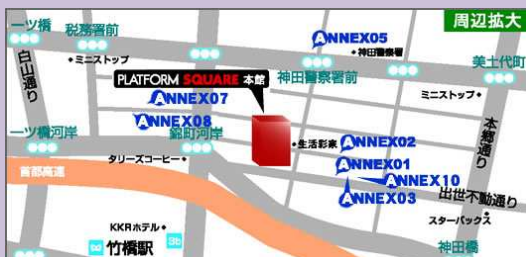 周辺拡大
一ツ橋
税務署前
ANNEX05
神田警察署
美土代町
白山通り
ミニストップ
神田警察署前
PLATFORM SQUARE 本館
ミニストップ
ANNEX07
ANNEX08
本郷通り
一ツ橋河岸
錦町河岸
生活彩家
ANNEX02
タリーズコーヒー
ANNEX01
首都高速
ANNEX10
ANNEX03
出世不動通り
スターバックス
KKRホテル
竹橋駅
3b
神田橋